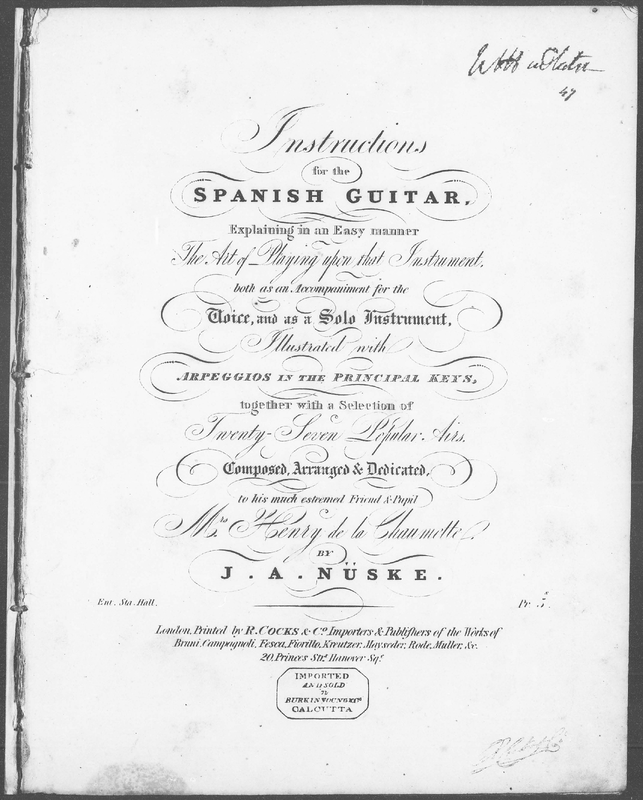 47
Instructions
for the
SPANISH GUITAR,
Explaining in an Easy manner
The Art of Playing upon that Instrument,
both as an Accompaniment for the
Voice, and as a Solo Instrument,
Illustrated with
ARPEGGIOS IN THE PRINCIPAL KEYS,
together with a Selection of
Twenty-Seven Popular Airs,
Composed, Arranged & Dedicated,
to his much esteemed Friend & Pupil
Mrs. Henry de la Chaumette
BY
J. A. NÜSKE.
Ent. Sta. Hall.
Pr. 5
London, Printed by R. COCKS & Co. Importers & Publishers of the Works of
Bruni, Campagnoli, Fesca, Fiorillo, Kreutzer, Mayseder, Rode, Muller, &c.
20, Princes Str. Hanover Sqr.
IMPORTED
AND SOLD
by
CALCUTTA